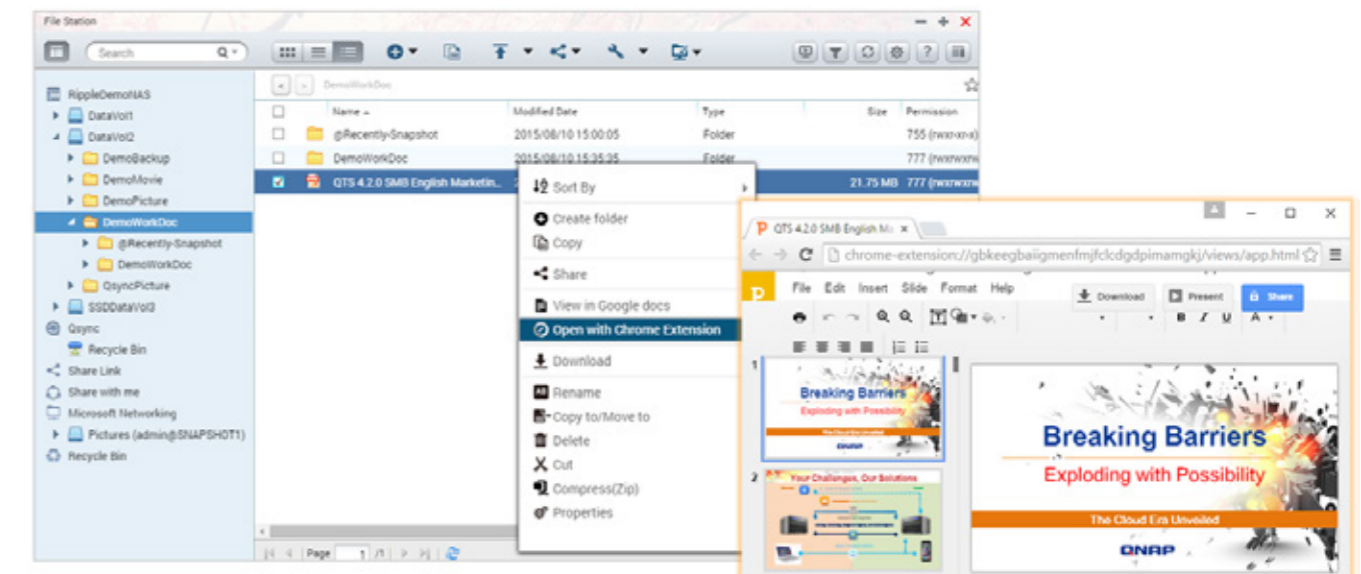 File Station
Search
DemoWorkDoc
RippleDemoNAS
DataVol1
DataVol2
DemoBackup
DemoMovie
DemoPicture
DemoWorkDoc
@Recently-Snapshot
DemoWorkDoc
QsyncPicture
SSDDataVol3
Qsync
Recycle Bin
Share Link
Share with me
Microsoft Networking
Pictures (admin@SNAPSHOT1)
Recycle Bin
Name Modified Date Type Size Permission
@Recently-Snapshot 2015/08/10 15:00:05 Folder 755 (rwxr-xr-x)
DemoWorkDoc 2015/08/10 15:35:35 Folder 777 (rwxrwxrw
QTS 4.2.0 SMB English Marketin... 21.75 MB 777 (rwxrwxrw
Page 1 /1
Sort By
Create folder
Copy
Share
View in Google docs
Open with Chrome Extension
Download
Rename
Copy to/Move to
Delete
Cut
Compress(Zip)
Properties
QTS 4.2.0 SMB English Ma
chrome-extension://gbkeegbaiigmenfmjfclcdgdpimamgkj/views/app.html
File Edit Insert Slide Format Help
Download Present Share
B I U A
1
Breaking Barriers
Exploding with Possibility
The Cloud Era Unveiled
QNAP
2
Your Challenges, Our Solutions
Breaking Barriers
Exploding with Possibility
The Cloud Era Unveiled
QNAP